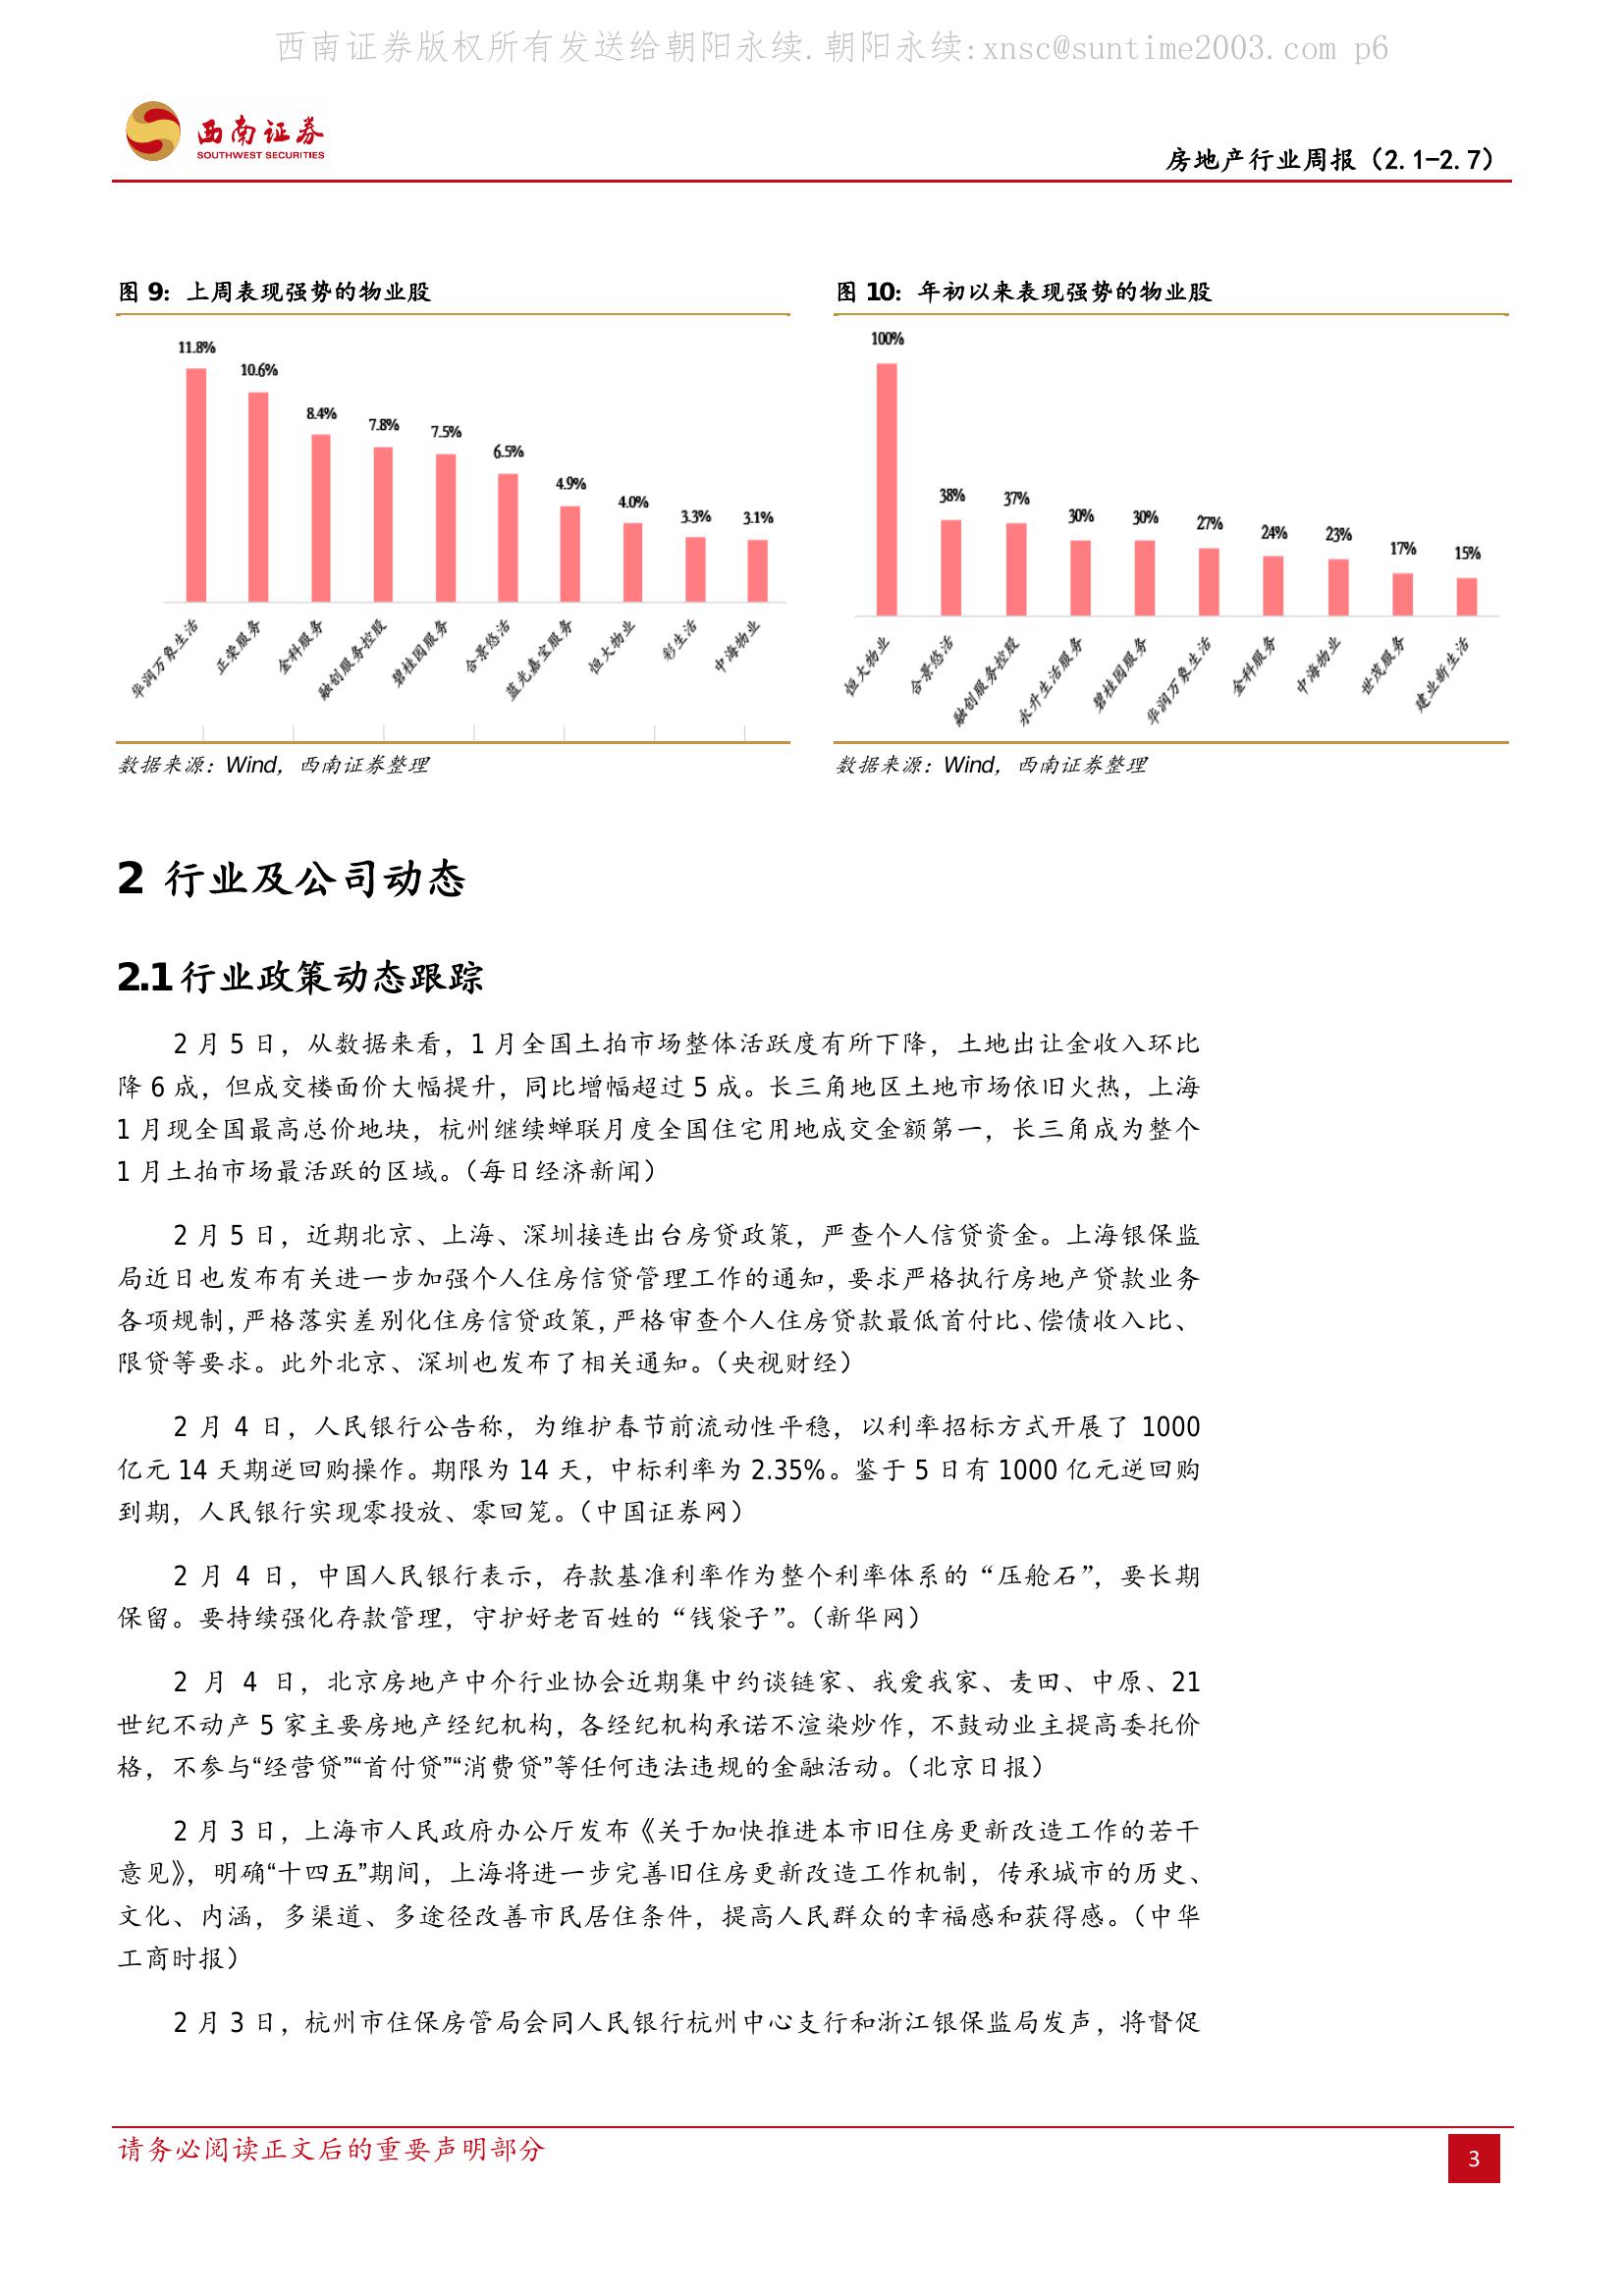 西南证券版权所有发送给朝阳永续.朝阳永续:xnsc@suntime2003.com p6
西南证券
SOUTHWEST SECURITIES
房地产行业周报（2.1-2.7）
图 9：上周表现强势的物业股
11.8%
10.6%
8.4%
7.8%
7.5%
6.5%
4.9%
4.0%
3.3%
3.1%
华润万象生活
正荣服务
金科服务
融创服务控股
碧桂园服务
合景悠活
蓝光嘉宝服务
恒大物业
彩生活
中海物业
数据来源：Wind，西南证券整理
图 10：年初以来表现强势的物业股
100%
38%
37%
30%
30%
27%
24%
23%
17%
15%
恒大物业
合景悠活
融创服务控股
永升生活服务
碧桂园服务
华润万象生活
金科服务
中海物业
世茂服务
建业新生活
数据来源：Wind，西南证券整理
2 行业及公司动态
2.1 行业政策动态跟踪
2 月 5 日，从数据来看，1 月全国土拍市场整体活跃度有所下降，土地出让金收入环比
降 6 成，但成交楼面价大幅提升，同比增幅超过 5 成。长三角地区土地市场依旧火热，上海
1 月现全国最高总价地块，杭州继续蝉联月度全国住宅用地成交金额第一，长三角成为整个
1 月土拍市场最活跃的区域。（每日经济新闻）
2 月 5 日，近期北京、上海、深圳接连出台房贷政策，严查个人信贷资金。上海银保监
局近日也发布有关进一步加强个人住房信贷管理工作的通知，要求严格执行房地产贷款业务
各项规制，严格落实差别化住房信贷政策，严格审查个人住房贷款最低首付比、偿债收入比、
限贷等要求。此外北京、深圳也发布了相关通知。（央视财经）
2 月 4 日，人民银行公告称，为维护春节前流动性平稳，以利率招标方式开展了 1000
亿元 14 天期逆回购操作。期限为 14 天，中标利率为 2.35%。鉴于 5 日有 1000 亿元逆回购
到期，人民银行实现零投放、零回笼。（中国证券网）
2 月 4 日，中国人民银行表示，存款基准利率作为整个利率体系的“压舱石”，要长期
保留。要持续强化存款管理，守护好老百姓的“钱袋子”。（新华网）
2 月 4 日，北京房地产中介行业协会近期集中约谈链家、我爱我家、麦田、中原、21
世纪不动产 5 家主要房地产经纪机构，各经纪机构承诺不渲染炒作，不鼓动业主提高委托价
格，不参与“经营贷”“首付贷”“消费贷”等任何违法违规的金融活动。（北京日报）
2 月 3 日，上海市人民政府办公厅发布《关于加快推进本市旧住房更新改造工作的若干
意见》，明确“十四五”期间，上海将进一步完善旧住房更新改造工作机制，传承城市的历史、
文化、内涵，多渠道、多途径改善市民居住条件，提高人民群众的幸福感和获得感。（中华
工商时报）
2 月 3 日，杭州市住保房管局会同人民银行杭州中心支行和浙江银保监局发声，将督促
请务必阅读正文后的重要声明部分
3